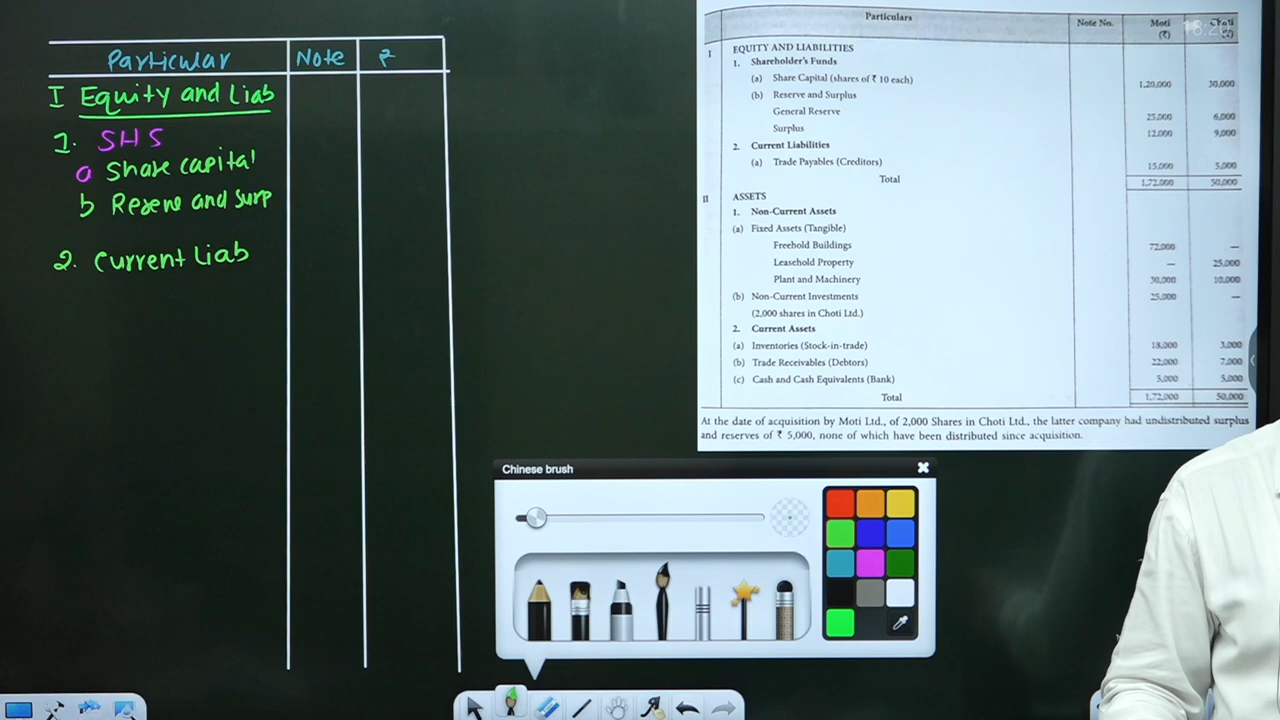 Particular Note ₹
I Equity and Liab
1. SHS
a Share capital
b Reserve and Surp
2. Current Liab
Particulars Note No. Moti (₹) Choti (₹)
18:20
I EQUITY AND LIABILITIES
1. Shareholder's Funds
(a) Share Capital (shares of ₹ 10 each) 1,20,000 30,000
(b) Reserve and Surplus
General Reserve 25,000 6,000
Surplus 12,000 9,000
2. Current Liabilities
(a) Trade Payables (Creditors) 15,000 5,000
Total 1,72,000 50,000
II ASSETS
1. Non-Current Assets
(a) Fixed Assets (Tangible)
Freehold Buildings 72,000 —
Leasehold Property — 25,000
Plant and Machinery 30,000 10,000
(b) Non-Current Investments 25,000 —
(2,000 shares in Choti Ltd.)
2. Current Assets
(a) Inventories (Stock-in-trade) 18,000 3,000
(b) Trade Receivables (Debtors) 22,000 7,000
(c) Cash and Cash Equivalents (Bank) 5,000 5,000
Total 1,72,000 50,000
At the date of acquisition by Moti Ltd., of 2,000 Shares in Choti Ltd., the latter company had undistributed surplus
and reserves of ₹ 5,000, none of which have been distributed since acquisition.
Chinese brush